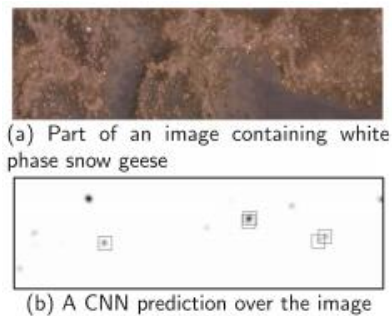 (a) Part of an image containing white
phase snow geese
(b) A CNN prediction over the image